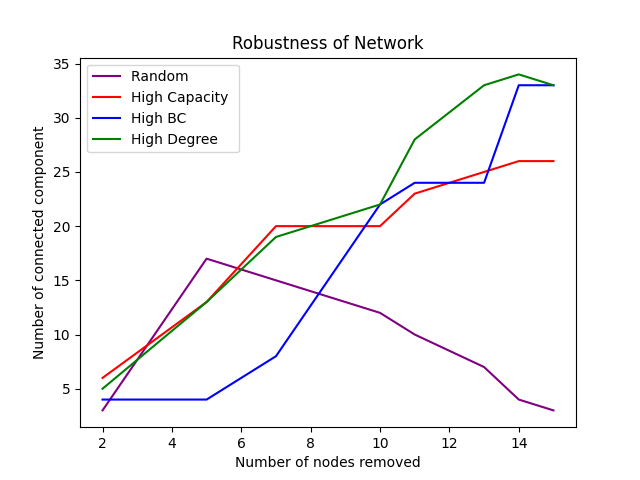 Robustness of Network
Random
High Capacity
High BC
High Degree
Number of connected component
35
30
25
20
15
10
5
2 4 6 8 10 12 14
Number of nodes removed